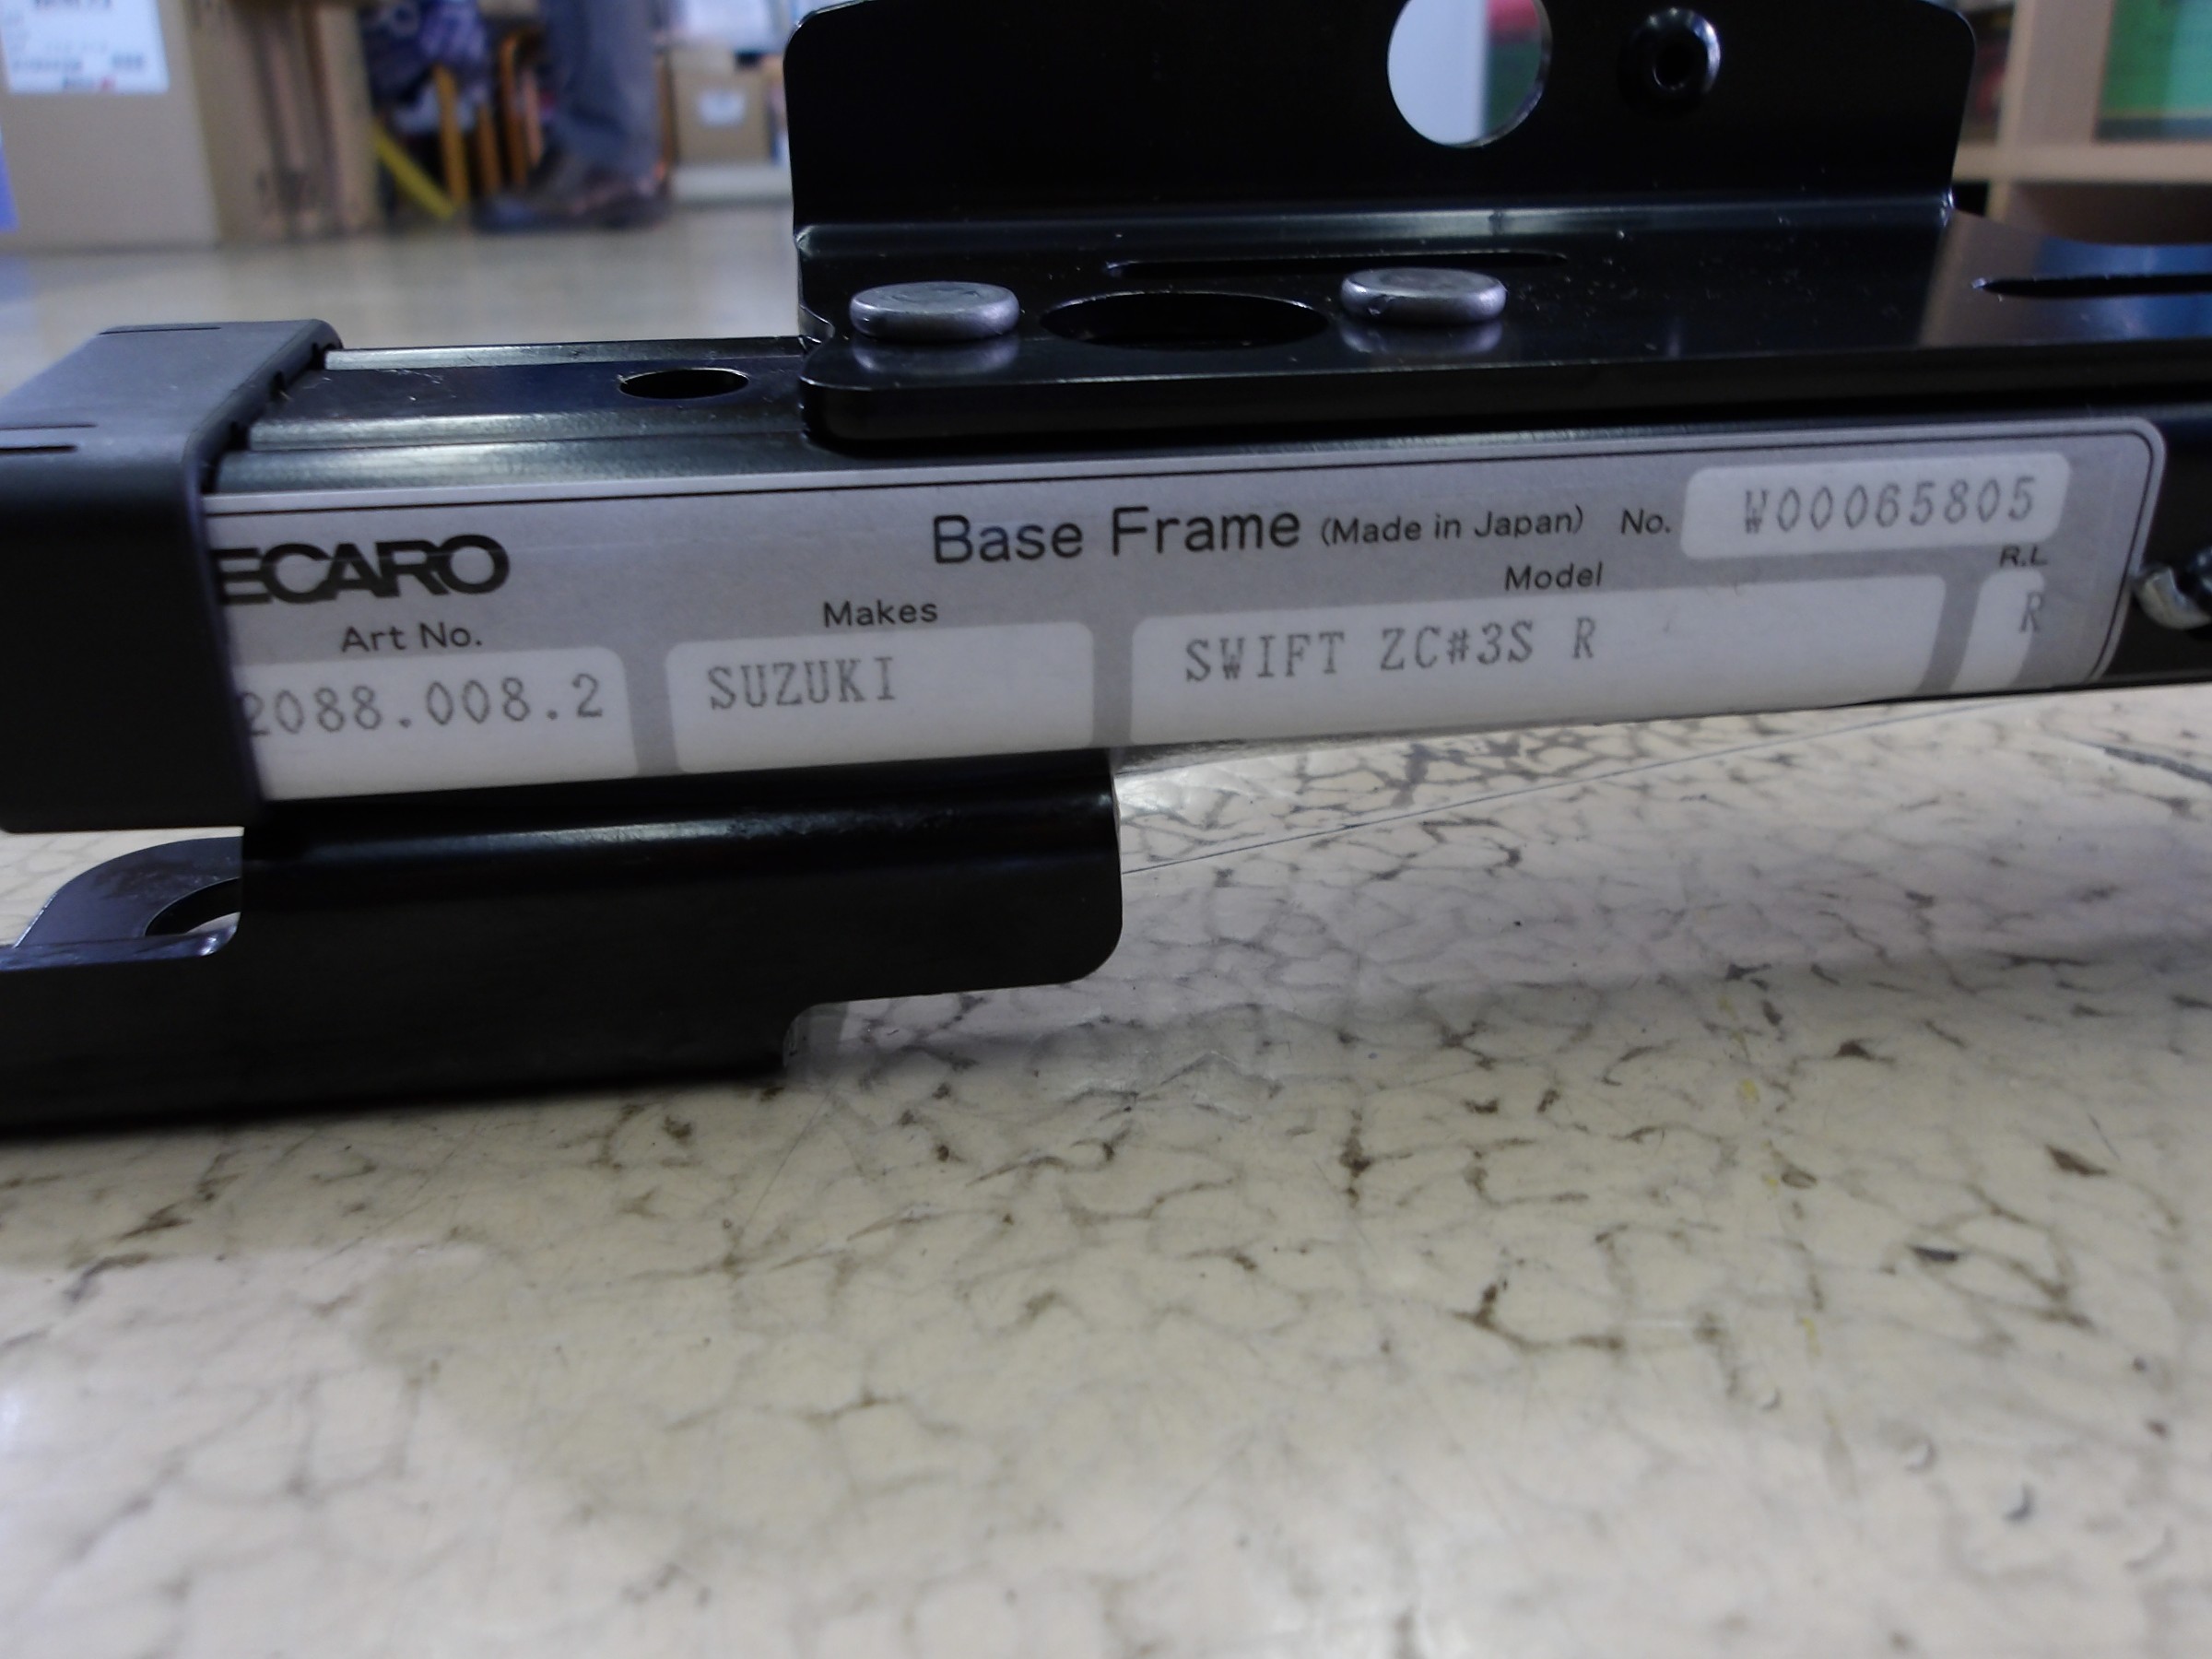 Base Frame (Made in Japan) No. W00065805
ECARO
Art No. Makes Model R.L
2088.008.2 SUZUKI SWIFT ZC#3S R R